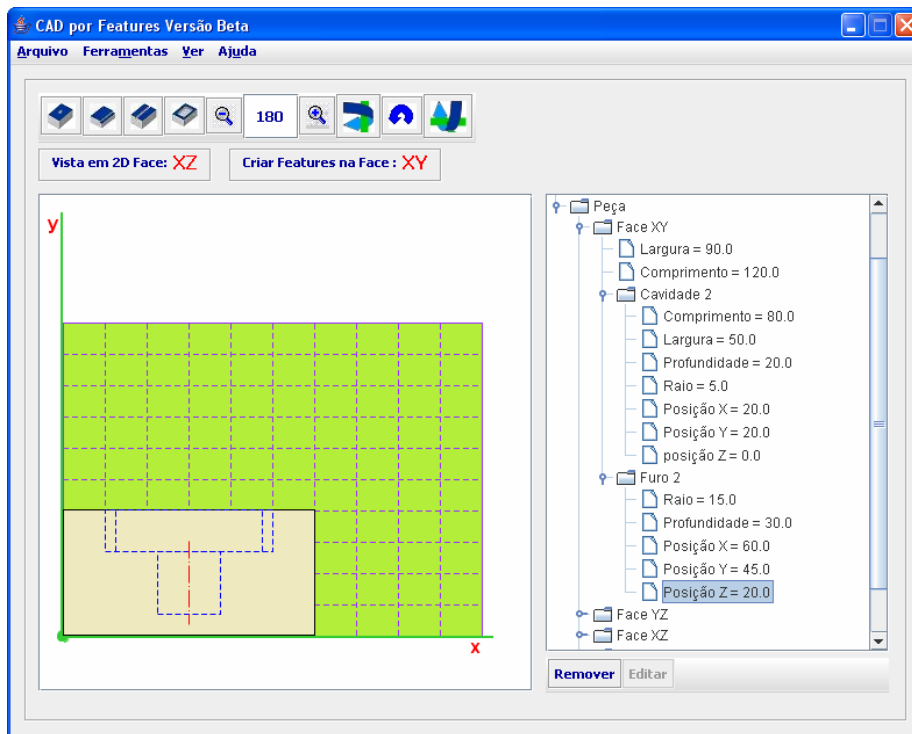 CAD por Features Versão Beta
Arquivo Ferramentas Ver Ajuda
180
Vista em 2D Face: XZ Criar Features na Face : XY
y
x
Peça
Face XY
Largura = 90.0
Comprimento = 120.0
Cavidade 2
Comprimento = 80.0
Largura = 50.0
Profundidade = 20.0
Raio = 5.0
Posição X = 20.0
Posição Y = 20.0
posição Z = 0.0
Furo 2
Raio = 15.0
Profundidade = 30.0
Posição X = 60.0
Posição Y = 45.0
Posição Z = 20.0
Face YZ
Face XZ
Remover Editar